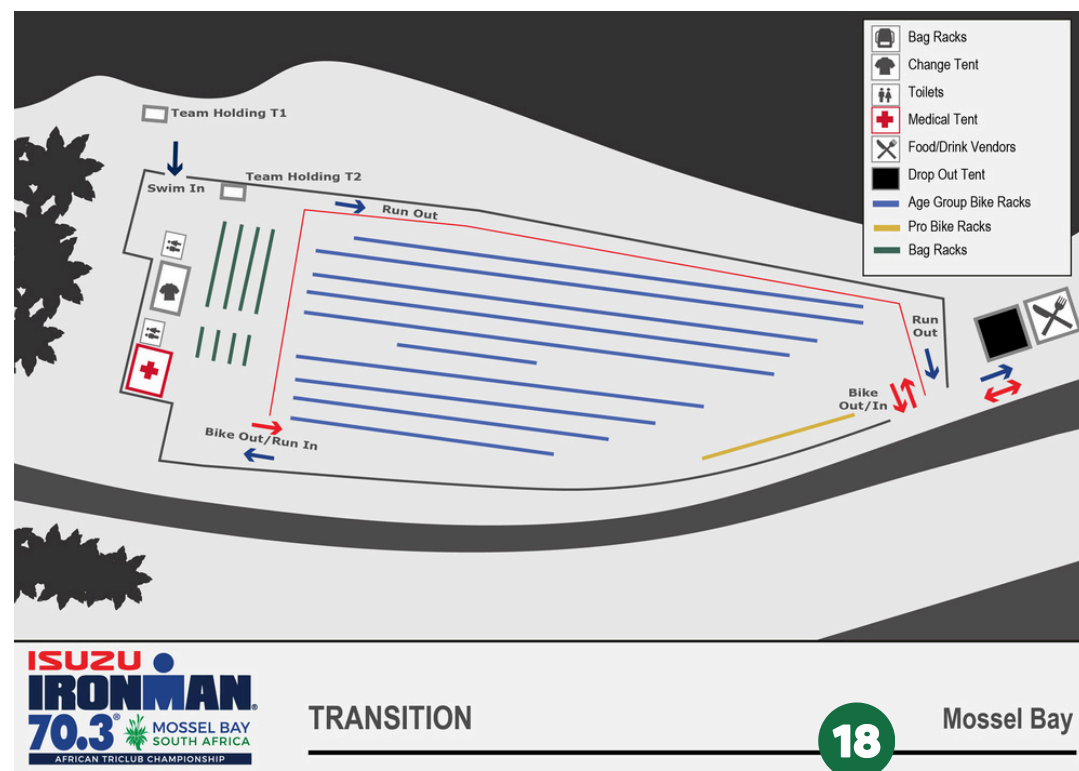 Bag Racks
Change Tent
Toilets
Medical Tent
Food/Drink Vendors
Drop Out Tent
Age Group Bike Racks
Pro Bike Racks
Bag Racks
Team Holding T1
Swim In
Team Holding T2
Run Out
Run
Out
Bike
Out/In
Bike Out/Run In
ISUZU
IRONMAN®
70.3®
MOSSEL BAY
SOUTH AFRICA
AFRICAN TRICLUB CHAMPIONSHIP
TRANSITION
18
Mossel Bay